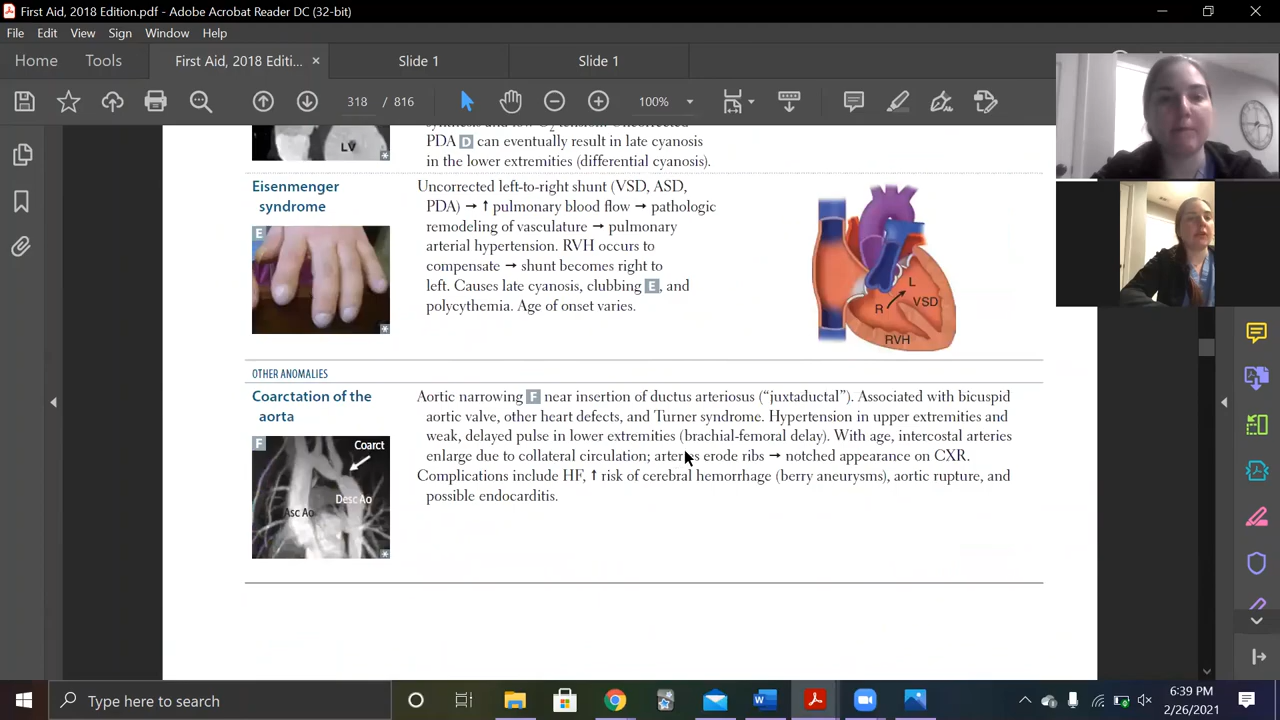 First Aid, 2018 Edition.pdf - Adobe Acrobat Reader DC (32-bit)
File Edit View Sign Window Help
Home Tools First Aid, 2018 Editi... × Slide 1 Slide 1
318 / 816 100%
LV
PDA D can eventually result in late cyanosis
in the lower extremities (differential cyanosis).
Eisenmenger
syndrome
E
Uncorrected left-to-right shunt (VSD, ASD,
PDA) → ↑ pulmonary blood flow → pathologic
remodeling of vasculature → pulmonary
arterial hypertension. RVH occurs to
compensate → shunt becomes right to
left. Causes late cyanosis, clubbing E, and
polycythemia. Age of onset varies.
L
R
VSD
RVH
OTHER ANOMALIES
Coarctation of the
aorta
F
Coarct
Desc Ao
Asc Ao
Aortic narrowing F near insertion of ductus arteriosus (“juxtaductal”). Associated with bicuspid
aortic valve, other heart defects, and Turner syndrome. Hypertension in upper extremities and
weak, delayed pulse in lower extremities (brachial-femoral delay). With age, intercostal arteries
enlarge due to collateral circulation; arteries erode ribs → notched appearance on CXR.
Complications include HF, ↑ risk of cerebral hemorrhage (berry aneurysms), aortic rupture, and
possible endocarditis.
Type here to search
6:39 PM
2/26/2021